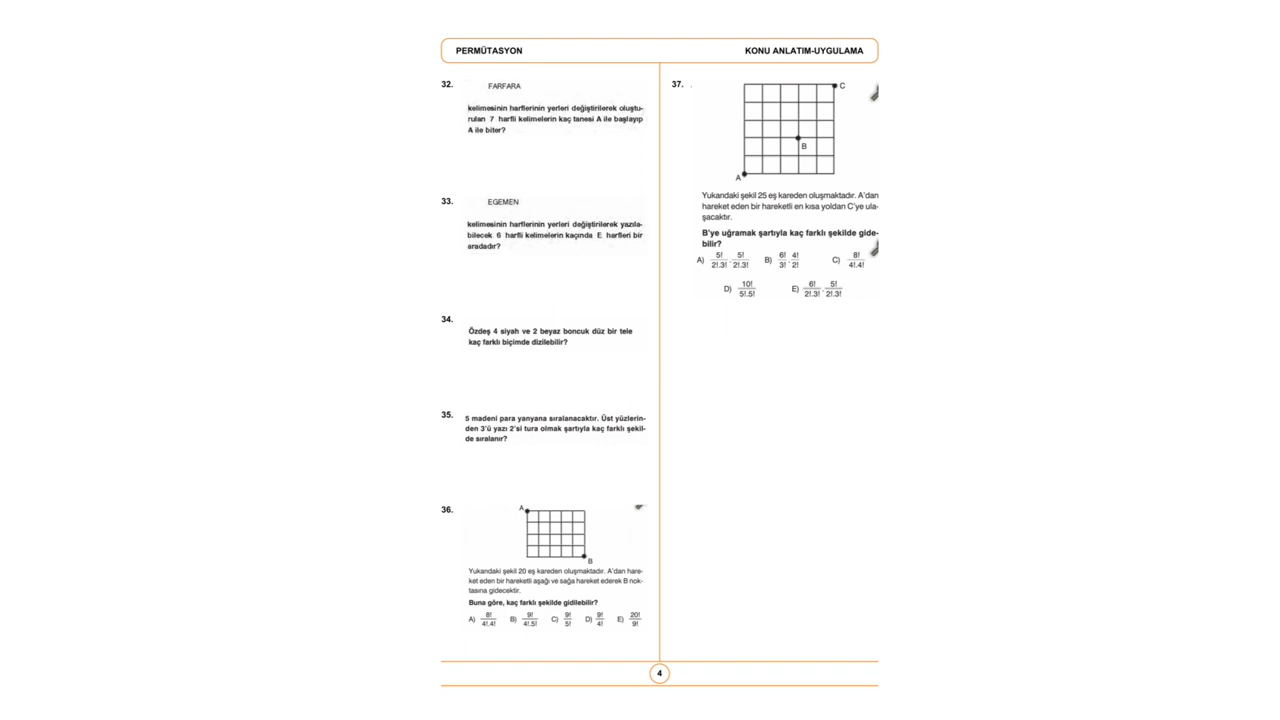 PERMÜTASYON
KONU ANLATIM-UYGULAMA
32.
FARFARA
kelimesinin harflerinin yerleri değiştirilerek oluştu-
rulan 7 harfli kelimelerin kaç tanesi A ile başlayıp
A ile biter?
33.
EGEMEN
kelimesinin harflerinin yerleri değiştirilerek yazıla-
bilecek 6 harfli kelimelerin kaçında E harfleri bir
aradadır?
34.
Özdeş 4 siyah ve 2 beyaz boncuk düz bir tele
kaç farklı biçimde dizilebilir?
35.
5 madeni para yanyana sıralanacaktır. Üst yüzlerin-
den 3'ü yazı 2'si tura olmak şartıyla kaç farklı şekil-
de sıralanır?
36.
A
B
Yukandaki şekil 20 eş kareden oluşmaktadır. A'dan hare-
ket eden bir hareketli aşağı ve sağa hareket ederek B nok-
tasına gidecektir.
Buna göre, kaç farklı şekilde gidilebilir?
A) 8!/4!.4! B) 9!/4!.5! C) 9!/5! D) 9!/4! E) 20!/9!
37.
C
B
A
Yukandaki şekil 25 eş kareden oluşmaktadır. A'dan
hareket eden bir hareketli en kısa yoldan C'ye ula-
şacaktır.
B'ye uğramak şartıyla kaç farklı şekilde gide-
bilir?
A) 5!/2!.3! . 5!/2!.3! B) 6!/3! . 4!/2! C) 8!/4!.4!
D) 10!/5!.5! E) 6!/2!.3! . 5!/2!.3!
4